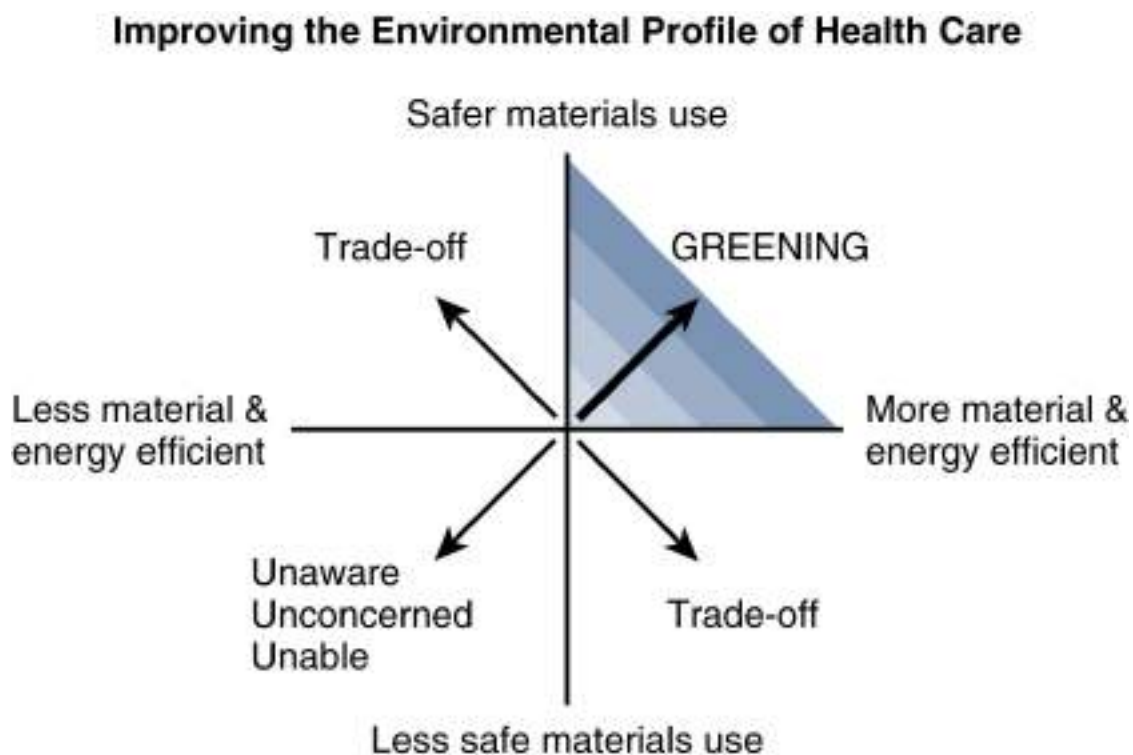 Improving the Environmental Profile of Health Care
Safer materials use
Trade-off
GREENING
Less material &
energy efficient
More material &
energy efficient
Unaware
Unconcerned
Unable
Trade-off
Less safe materials use